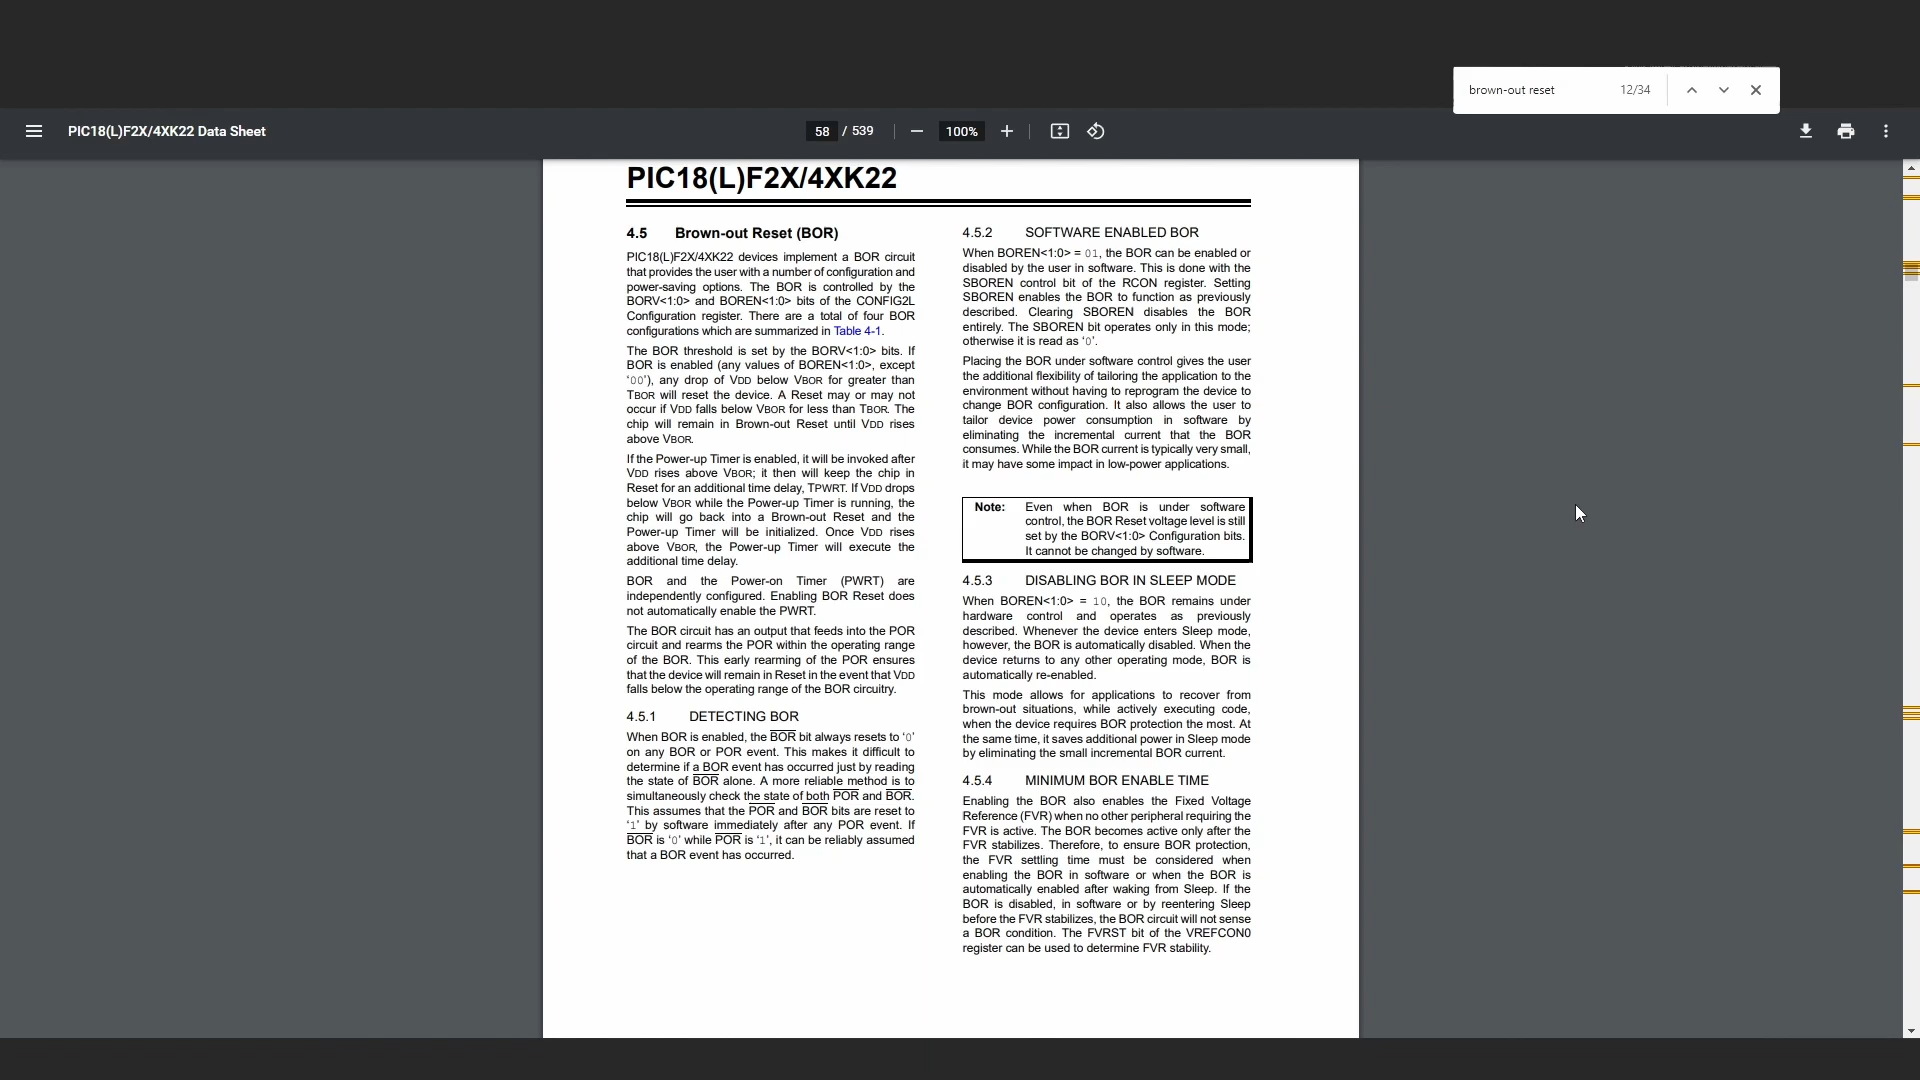 brown-out reset 12/34
PIC18(L)F2X/4XK22 Data Sheet 58 / 539 100%
PIC18(L)F2X/4XK22
4.5 Brown-out Reset (BOR)
PIC18(L)F2X/4XK22 devices implement a BOR circuit
that provides the user with a number of configuration and
power-saving options. The BOR is controlled by the
BORV<1:0> and BOREN<1:0> bits of the CONFIG2L
Configuration register. There are a total of four BOR
configurations which are summarized in Table 4-1.
The BOR threshold is set by the BORV<1:0> bits. If
BOR is enabled (any values of BOREN<1:0>, except
‘00’), any drop of VDD below VBOR for greater than
TBOR will reset the device. A Reset may or may not
occur if VDD falls below VBOR for less than TBOR. The
chip will remain in Brown-out Reset until VDD rises
above VBOR.
If the Power-up Timer is enabled, it will be invoked after
VDD rises above VBOR; it then will keep the chip in
Reset for an additional time delay, TPWRT. If VDD drops
below VBOR while the Power-up Timer is running, the
chip will go back into a Brown-out Reset and the
Power-up Timer will be initialized. Once VDD rises
above VBOR, the Power-up Timer will execute the
additional time delay.
BOR and the Power-on Timer (PWRT) are
independently configured. Enabling BOR Reset does
not automatically enable the PWRT.
The BOR circuit has an output that feeds into the POR
circuit and rearms the POR within the operating range
of the BOR. This early rearming of the POR ensures
that the device will remain in Reset in the event that VDD
falls below the operating range of the BOR circuitry.
4.5.1 DETECTING BOR
When BOR is enabled, the BOR bit always resets to ‘0’
on any BOR or POR event. This makes it difficult to
determine if a BOR event has occurred just by reading
the state of BOR alone. A more reliable method is to
simultaneously check the state of both POR and BOR.
This assumes that the POR and BOR bits are reset to
‘1’ by software immediately after any POR event. If
BOR is ‘0’ while POR is ‘1’, it can be reliably assumed
that a BOR event has occurred.
4.5.2 SOFTWARE ENABLED BOR
When BOREN<1:0> = 01, the BOR can be enabled or
disabled by the user in software. This is done with the
SBOREN control bit of the RCON register. Setting
SBOREN enables the BOR to function as previously
described. Clearing SBOREN disables the BOR
entirely. The SBOREN bit operates only in this mode;
otherwise it is read as ‘0’.
Placing the BOR under software control gives the user
the additional flexibility of tailoring the application to the
environment without having to reprogram the device to
change BOR configuration. It also allows the user to
tailor device power consumption in software by
eliminating the incremental current that the BOR
consumes. While the BOR current is typically very small,
it may have some impact in low-power applications.
Note: Even when BOR is under software
control, the BOR Reset voltage level is still
set by the BORV<1:0> Configuration bits.
It cannot be changed by software.
4.5.3 DISABLING BOR IN SLEEP MODE
When BOREN<1:0> = 10, the BOR remains under
hardware control and operates as previously
described. Whenever the device enters Sleep mode,
however, the BOR is automatically disabled. When the
device returns to any other operating mode, BOR is
automatically re-enabled.
This mode allows for applications to recover from
brown-out situations, while actively executing code,
when the device requires BOR protection the most. At
the same time, it saves additional power in Sleep mode
by eliminating the small incremental BOR current.
4.5.4 MINIMUM BOR ENABLE TIME
Enabling the BOR also enables the Fixed Voltage
Reference (FVR) when no other peripheral requiring the
FVR is active. The BOR becomes active only after the
FVR stabilizes. Therefore, to ensure BOR protection,
the FVR settling time must be considered when
enabling the BOR in software or when the BOR is
automatically enabled after waking from Sleep. If the
BOR is disabled, in software or by reentering Sleep
before the FVR stabilizes, the BOR circuit will not sense
a BOR condition. The FVRST bit of the VREFCON0
register can be used to determine FVR stability.